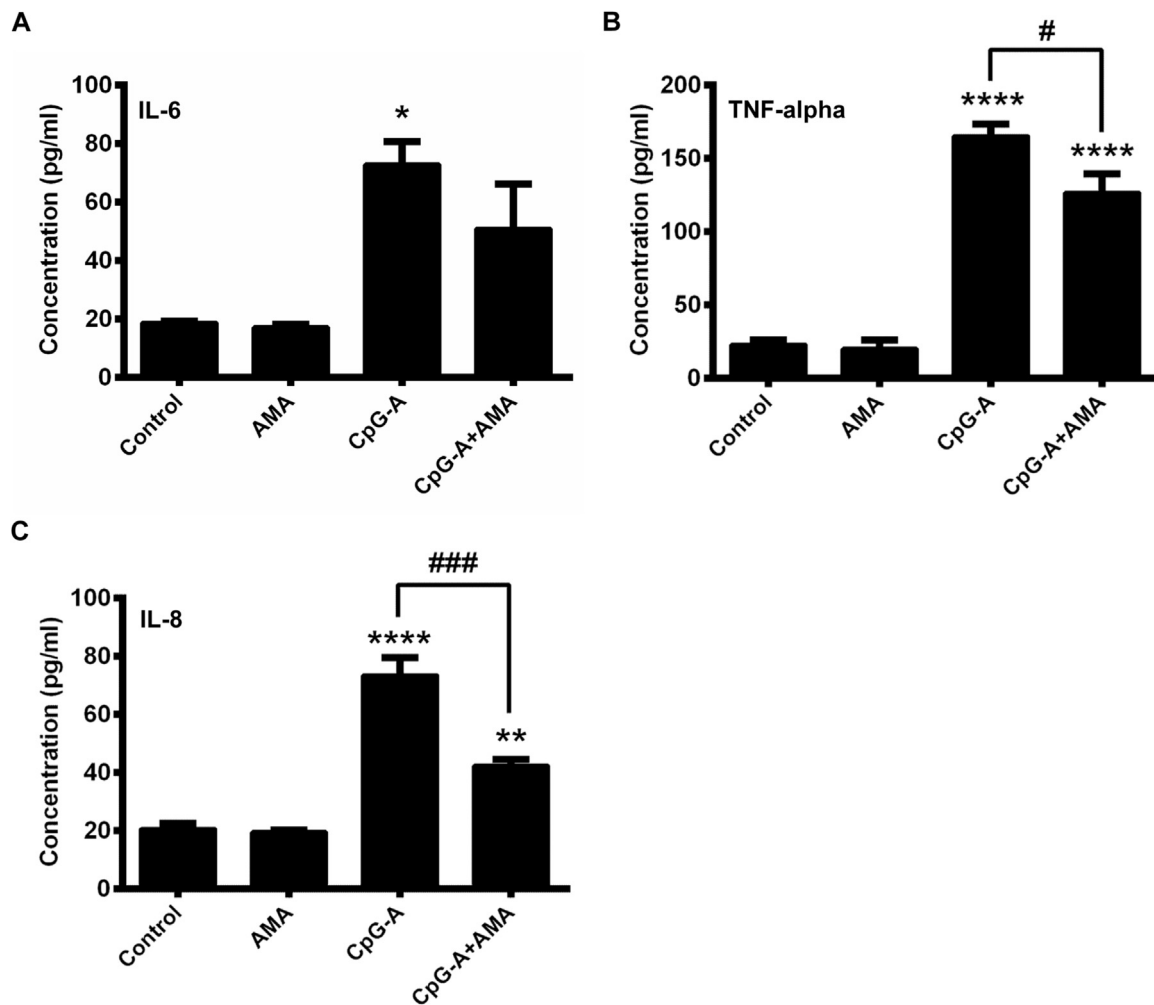 A
IL-6
Concentration (pg/ml)
100
80
60
40
20
0
*
Control
AMA
CpG-A
CpG-A+AMA
B
TNF-alpha
Concentration (pg/ml)
200
150
100
50
0
#
****
****
Control
AMA
CpG-A
CpG-A+AMA
C
IL-8
Concentration (pg/ml)
100
80
60
40
20
0
###
****
**
Control
AMA
CpG-A
CpG-A+AMA